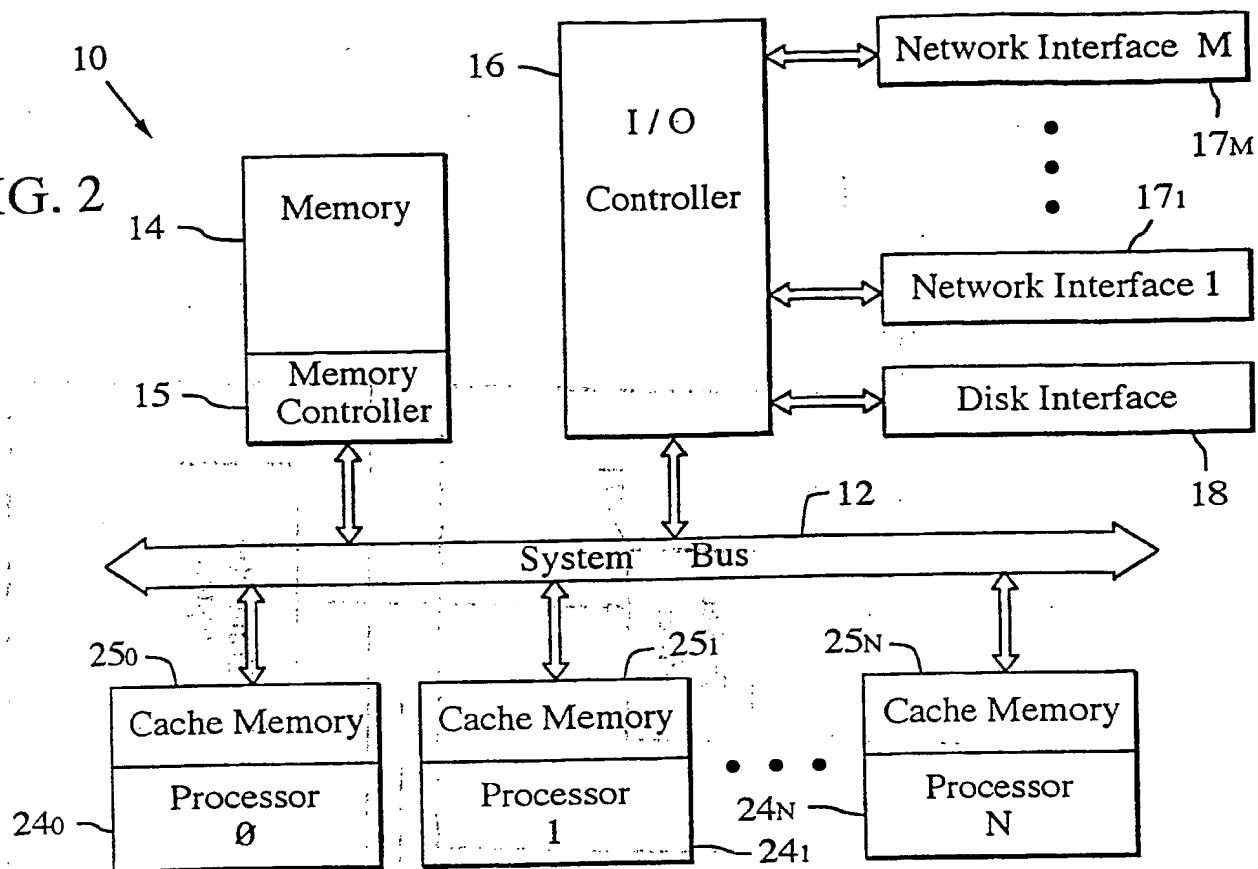 10
16
Network Interface M
17M
I / O
Controller
IG. 2
14
Memory
171
Network Interface 1
15
Memory
Controller
Disk Interface
18
12
System Bus
250
251
25N
Cache Memory
Cache Memory
Cache Memory
240
Processor
0
Processor
1
241
24N
Processor
N